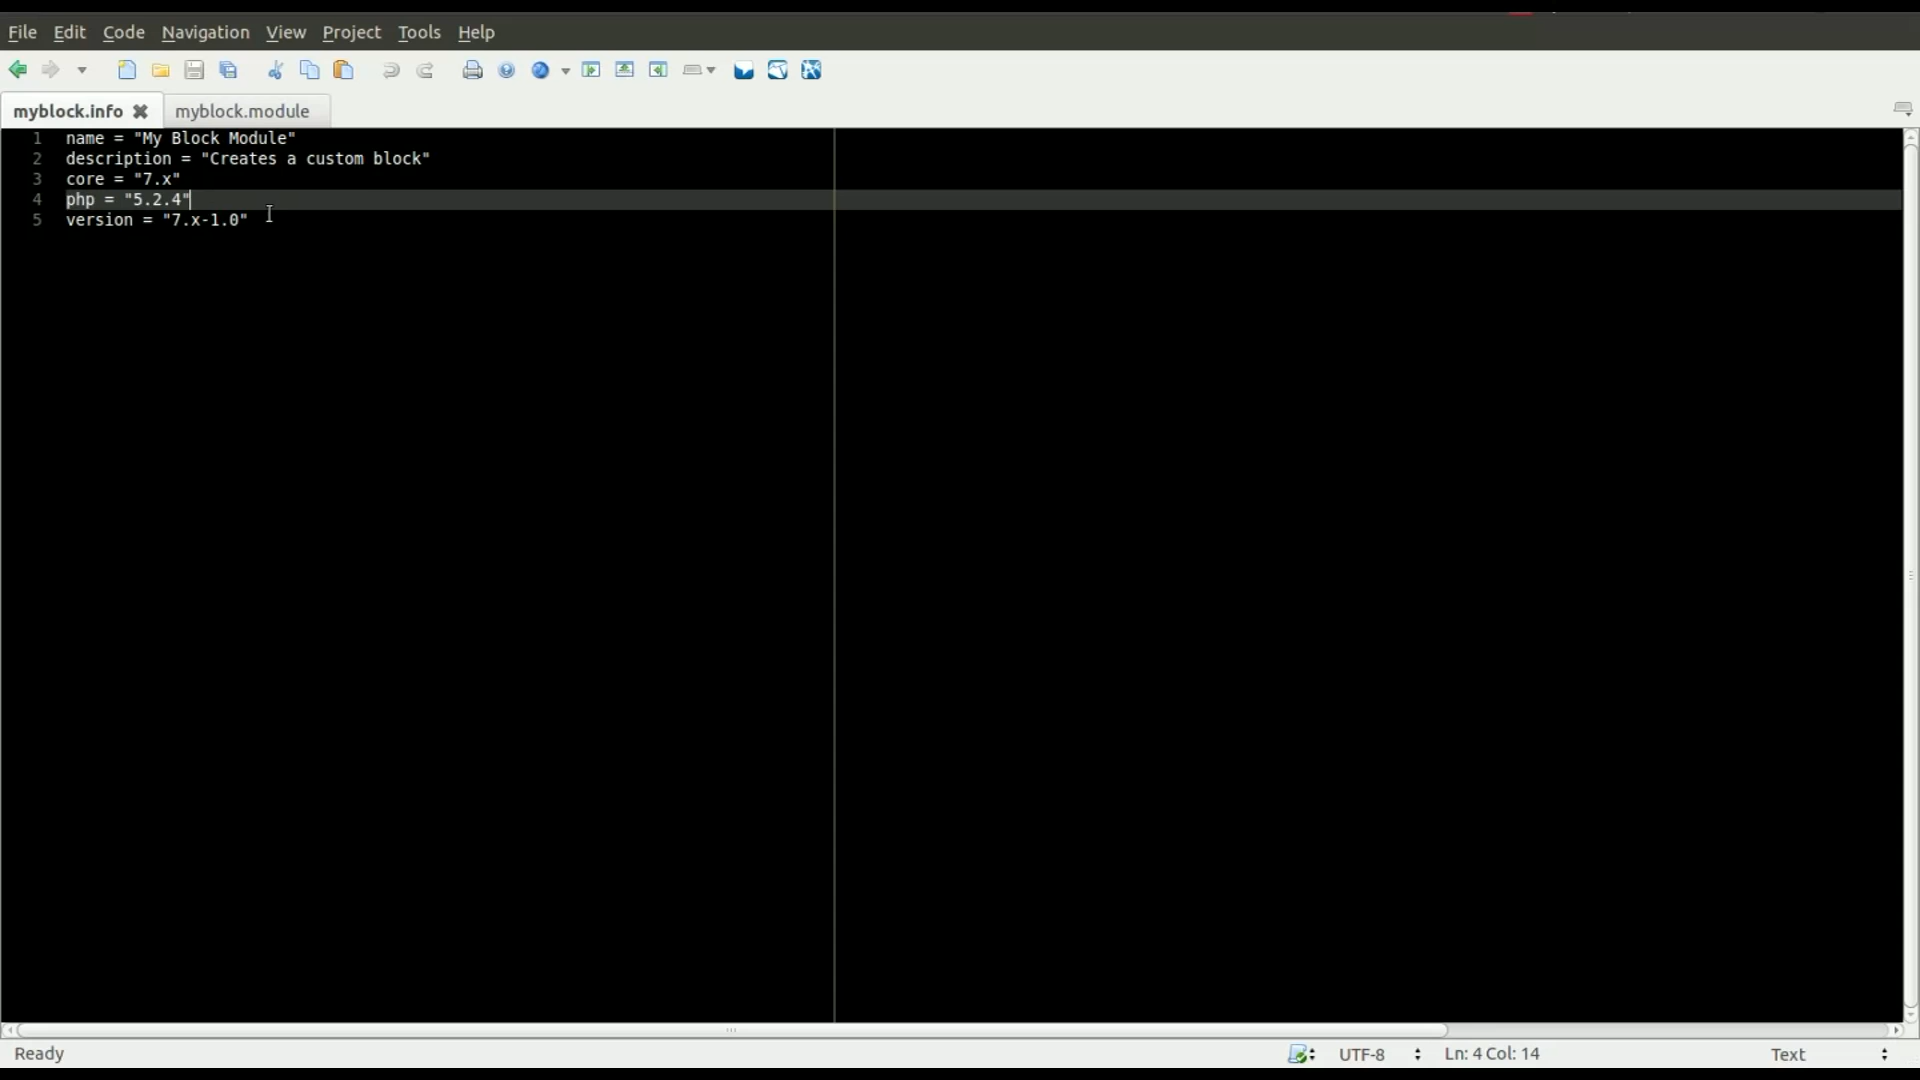 File Edit Code Navigation View Project Tools Help
myblock.info myblock.module
1 name = "My Block Module"
2 description = "Creates a custom block"
3 core = "7.x"
4 php = "5.2.4"
5 version = "7.x-1.0"
Ready UTF-8 Ln: 4 Col: 14 Text